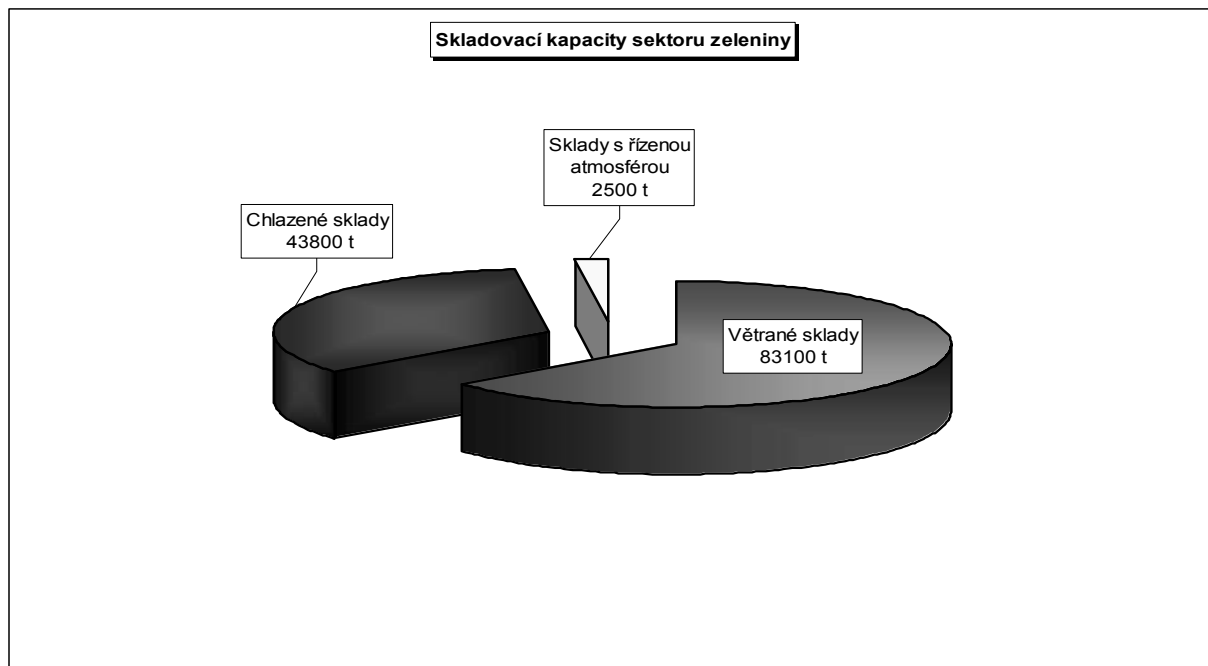 Skladovací kapacity sektoru zeleniny
Sklady s řízenou
atmosférou
2500 t
Chlazené sklady
43800 t
Větrané sklady
83100 t